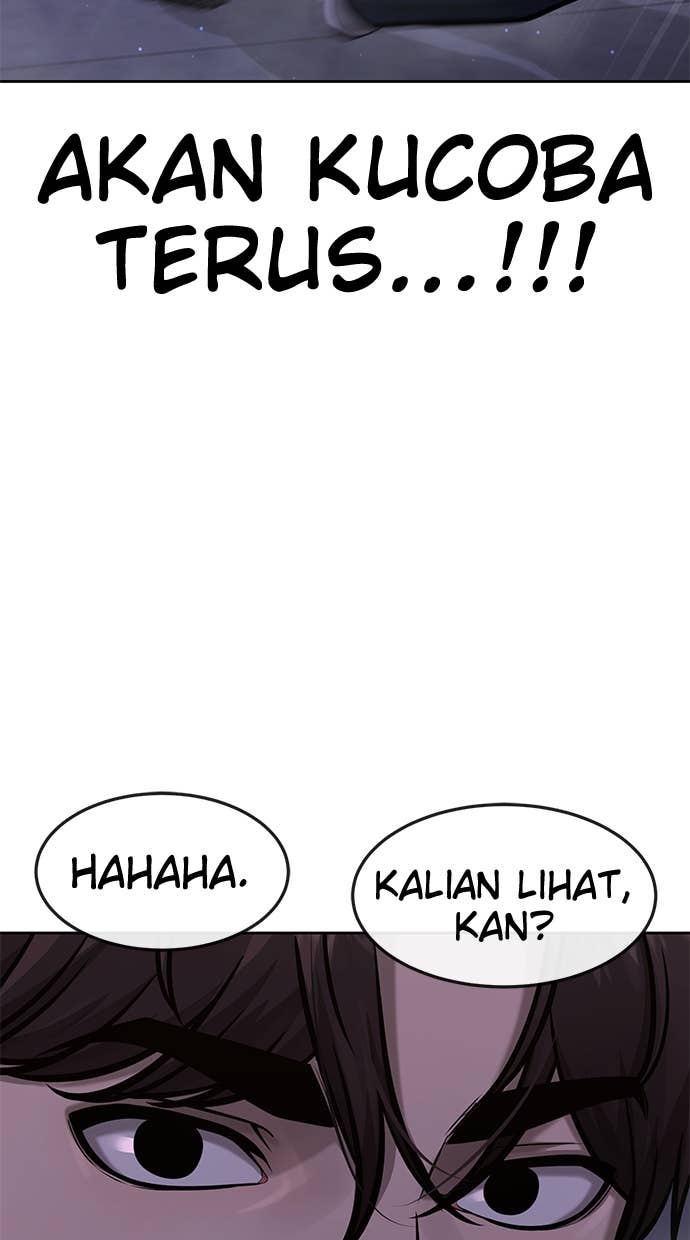 AKAN KUCOBA
TERUS...!!!
HAHAHA.
KALIAN LIHAT,
KAN?